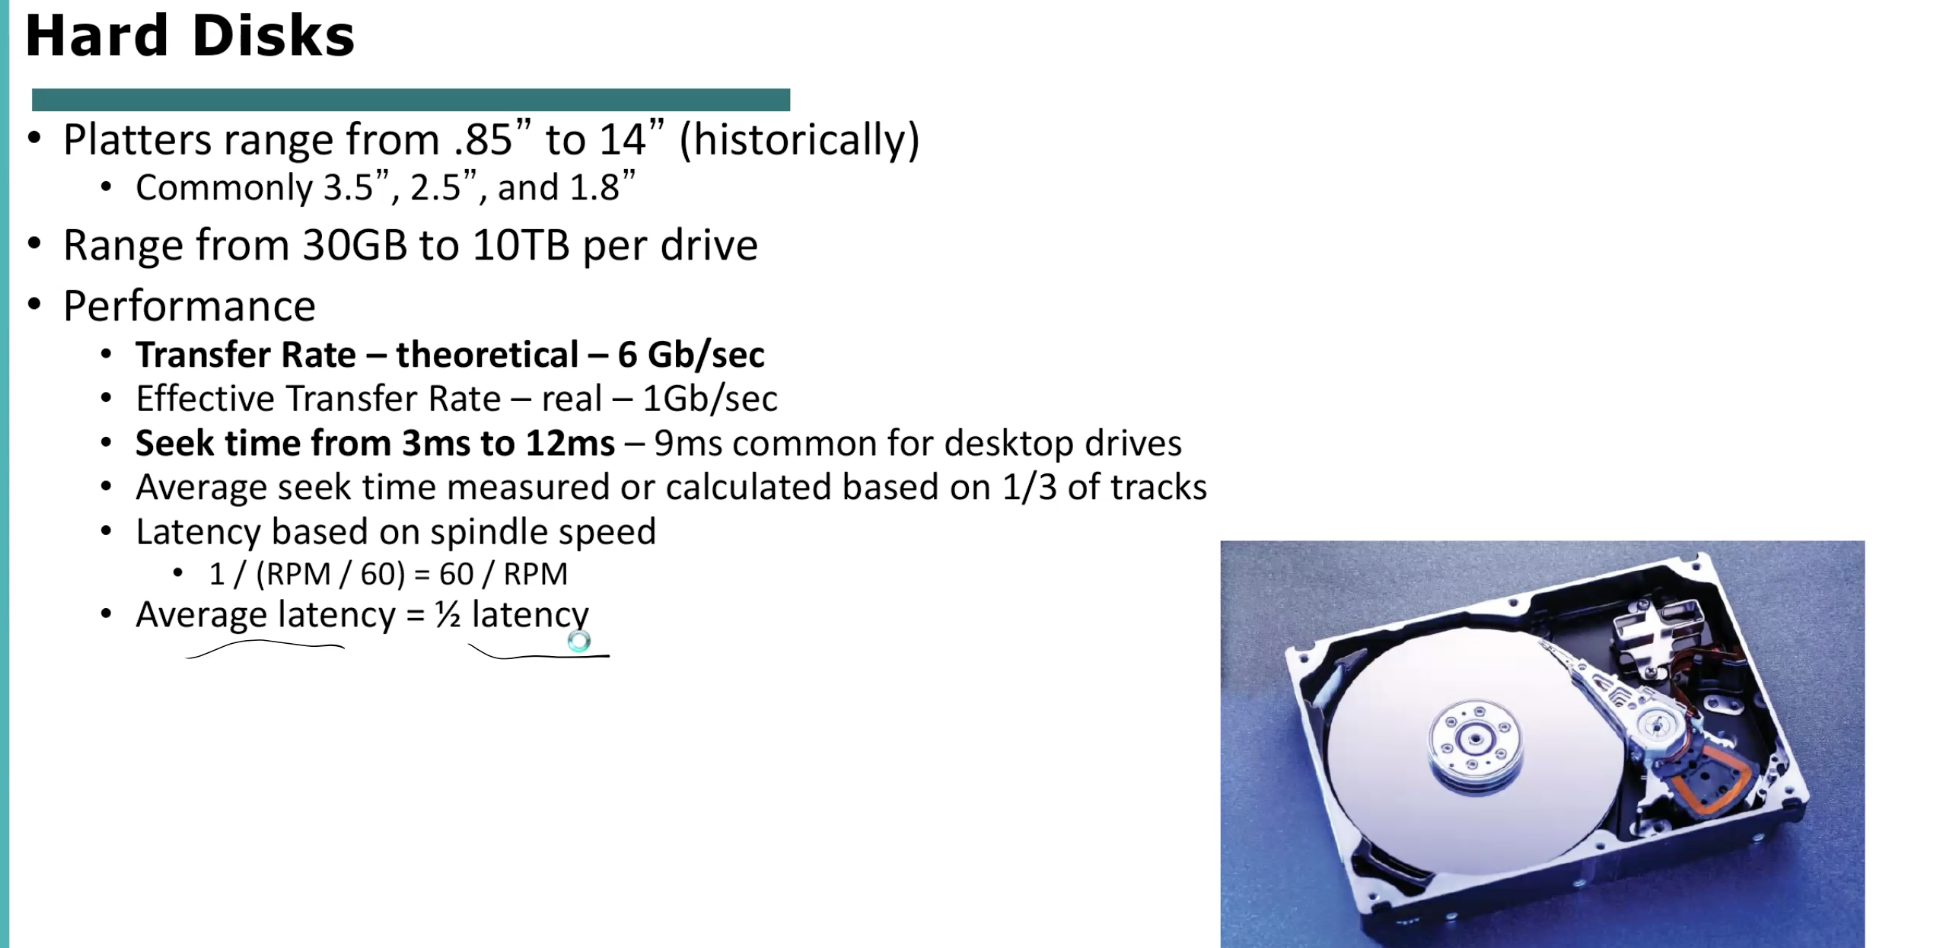 Hard Disks
• Platters range from .85” to 14” (historically)
• Commonly 3.5”, 2.5”, and 1.8”
• Range from 30GB to 10TB per drive
• Performance
• Transfer Rate – theoretical – 6 Gb/sec
• Effective Transfer Rate – real – 1Gb/sec
• Seek time from 3ms to 12ms – 9ms common for desktop drives
• Average seek time measured or calculated based on 1/3 of tracks
• Latency based on spindle speed
• 1 / (RPM / 60) = 60 / RPM
• Average latency = ½ latency